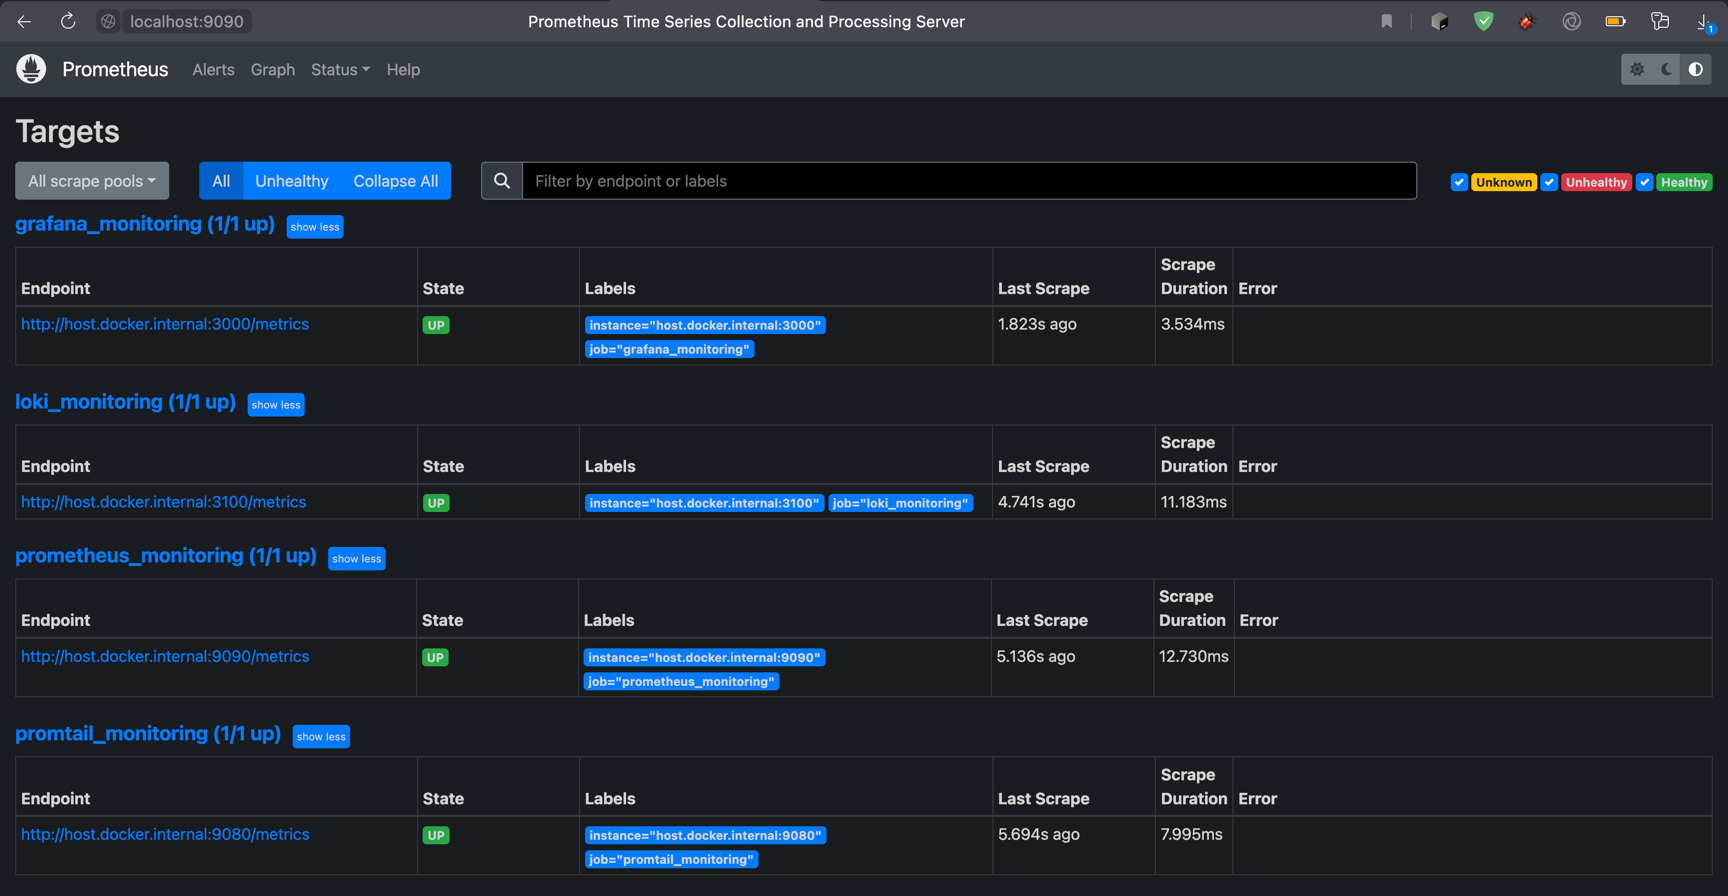 localhost:9090
Prometheus Time Series Collection and Processing Server
1
Prometheus Alerts Graph Status Help
Targets
All scrape pools
All Unhealthy Collapse All
Filter by endpoint or labels
Unknown Unhealthy Healthy
grafana_monitoring (1/1 up) show less
Endpoint State Labels Last Scrape Scrape Duration Error
http://host.docker.internal:3000/metrics UP instance="host.docker.internal:3000" 1.823s ago 3.534ms
job="grafana_monitoring"
loki_monitoring (1/1 up) show less
Endpoint State Labels Last Scrape Scrape Duration Error
http://host.docker.internal:3100/metrics UP instance="host.docker.internal:3100" job="loki_monitoring" 4.741s ago 11.183ms
prometheus_monitoring (1/1 up) show less
Endpoint State Labels Last Scrape Scrape Duration Error
http://host.docker.internal:9090/metrics UP instance="host.docker.internal:9090" 5.136s ago 12.730ms
job="prometheus_monitoring"
promtail_monitoring (1/1 up) show less
Endpoint State Labels Last Scrape Scrape Duration Error
http://host.docker.internal:9080/metrics UP instance="host.docker.internal:9080" 5.694s ago 7.995ms
job="promtail_monitoring"